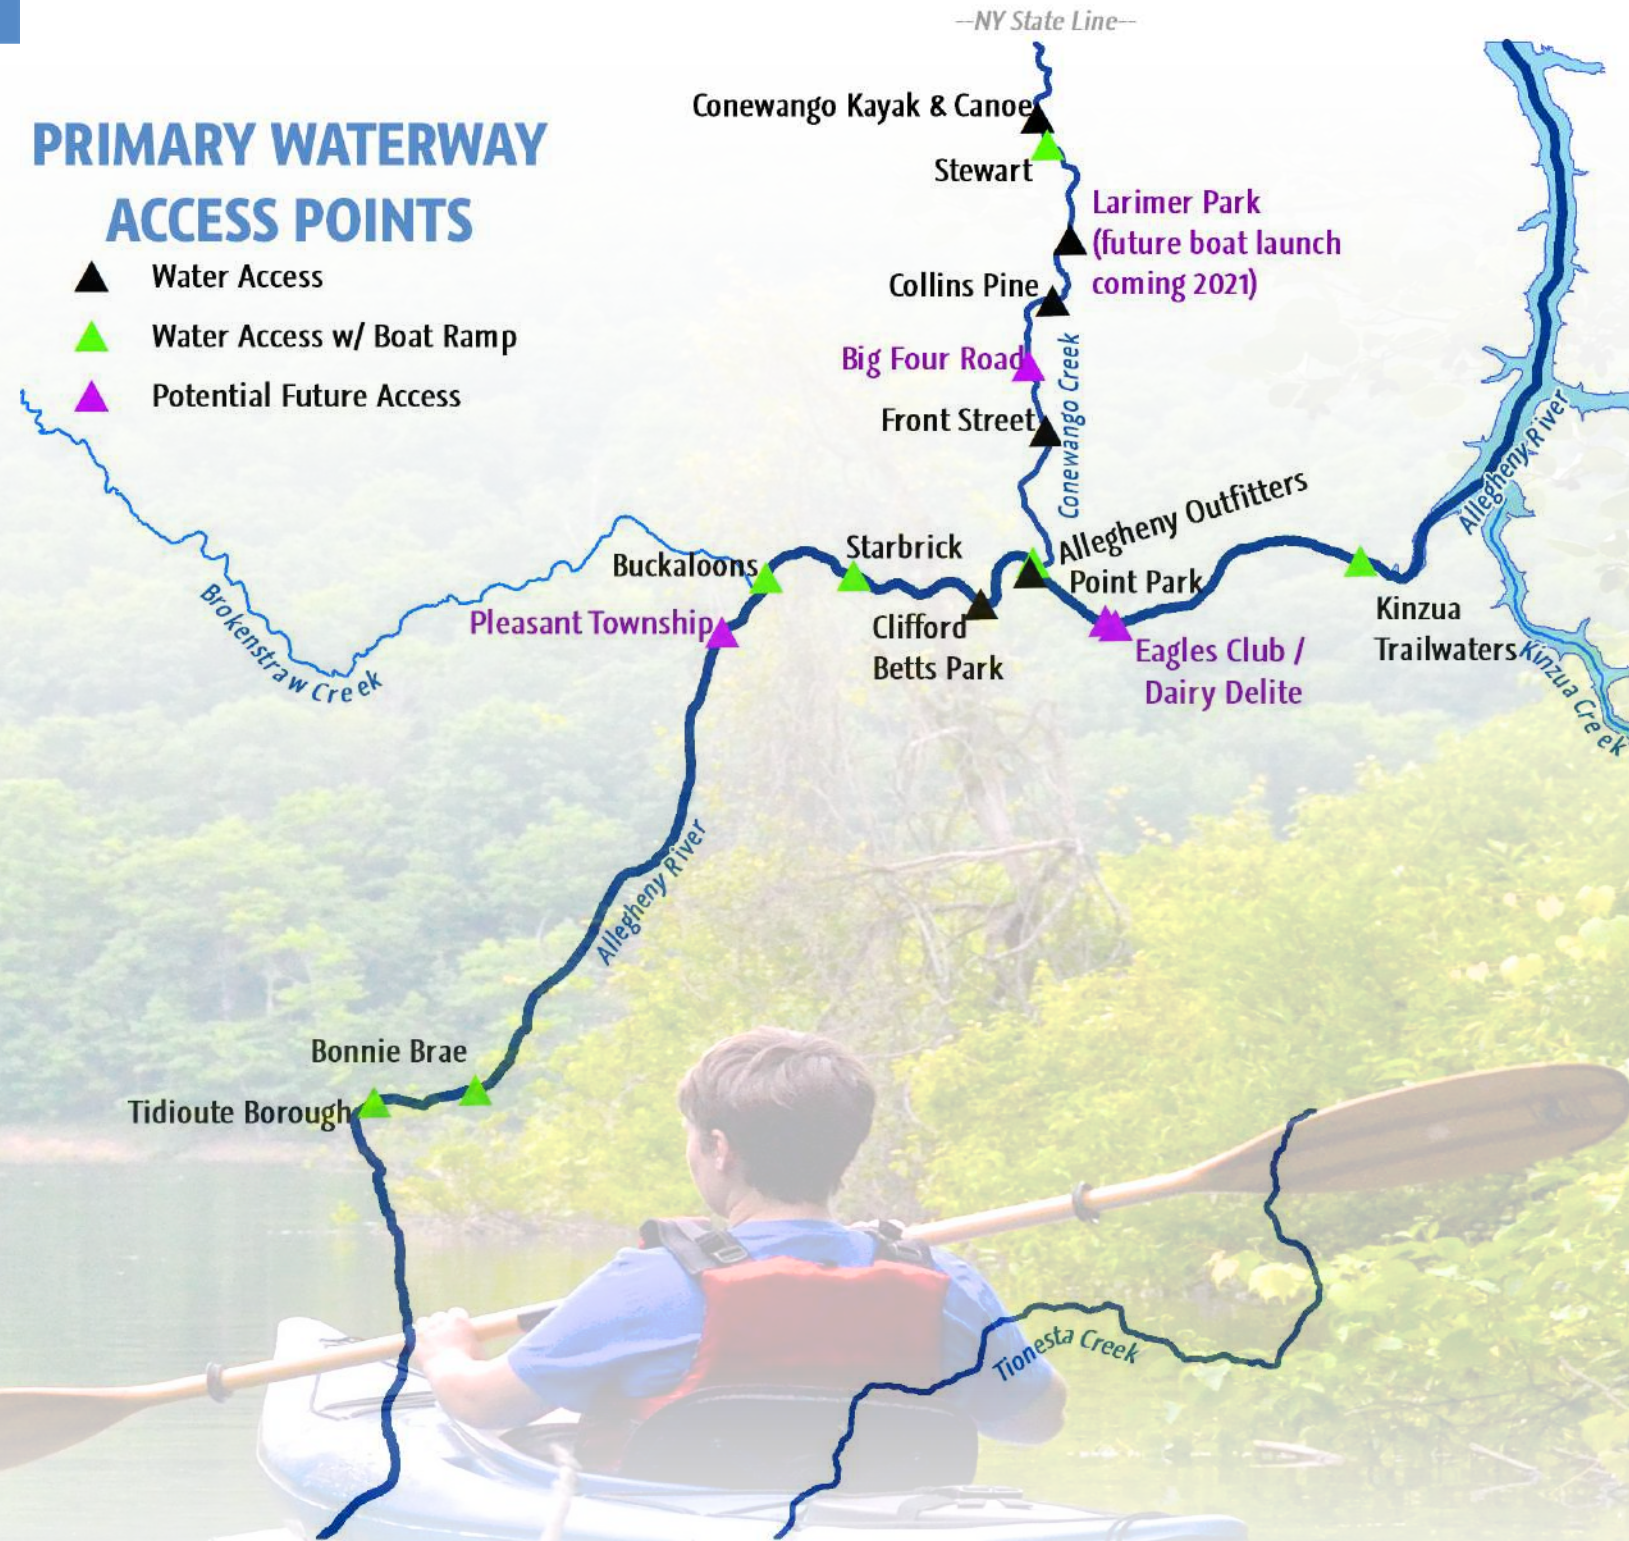 --NY State Line--
PRIMARY WATERWAY
ACCESS POINTS
Water Access
Water Access w/ Boat Ramp
Potential Future Access
Conewango Kayak & Canoe
Stewart
Larimer Park
(future boat launch
coming 2021)
Collins Pine
Big Four Road
Front Street
Conewango Creek
Allegheny River
Allegheny Outfitters
Point Park
Starbrick
Buckaloons
Pleasant Township
Clifford
Betts Park
Eagles Club /
Dairy Delite
Kinzua
Trailwaters
Kinzua Creek
Brokenstraw Creek
Allegheny River
Bonnie Brae
Tidioute Borough
Tionesta Creek